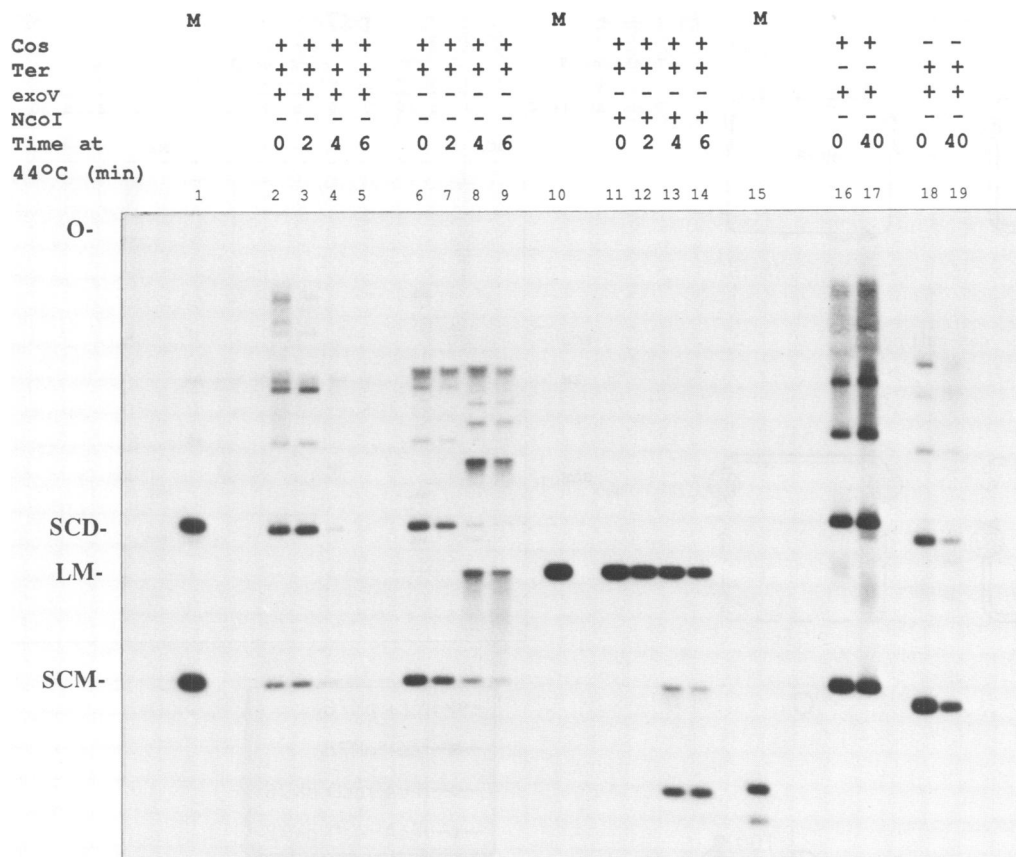 M M M
Cos + + + + + + + + + + + + + + - -
Ter + + + + + + + + + + + + - - + +
exoV + + + + - - - - - - - - + + + +
NcoI - - - - - - - - + + + + - - - -
Time at 0 2 4 6 0 2 4 6 0 2 4 6 0 40 0 40
44°C (min)
1 2 3 4 5 6 7 8 9 10 11 12 13 14 15 16 17 18 19
O-
SCD-
LM-
SCM-